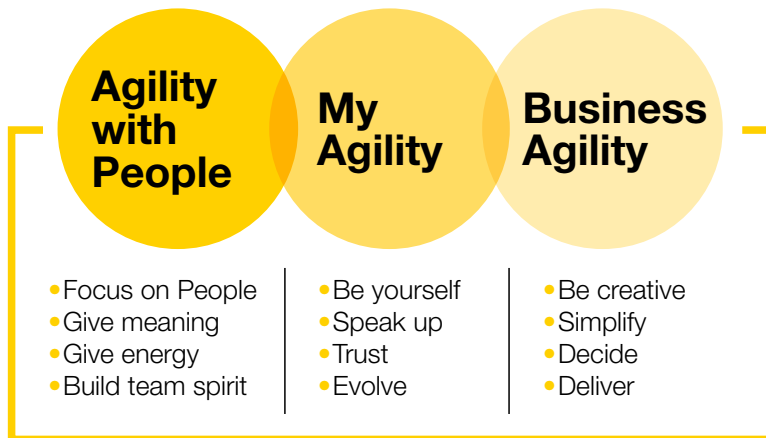 Agility
with
People
My
Agility
Business
Agility
•Focus on People
•Give meaning
•Give energy
•Build team spirit
•Be yourself
•Speak up
•Trust
•Evolve
•Be creative
•Simplify
•Decide
•Deliver